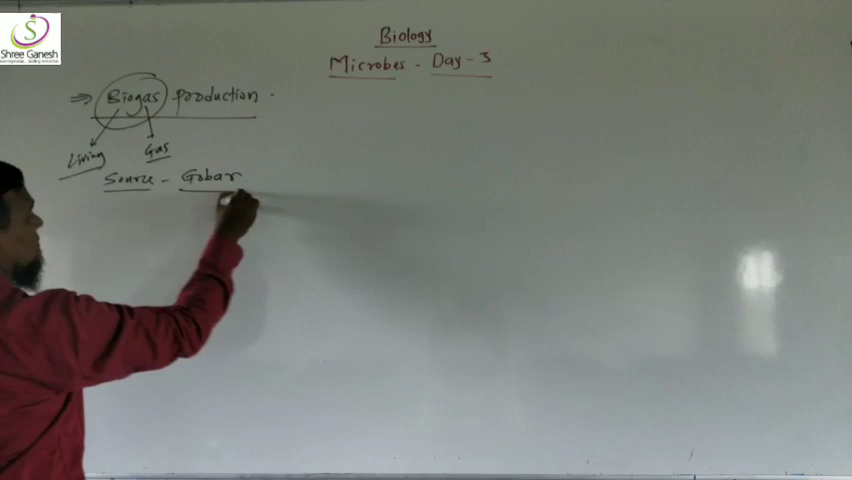 S
Shree Ganesh
Biology
Microbes - Day - 3
⇒ Biogas production .
Living Gas
Source - Gobar